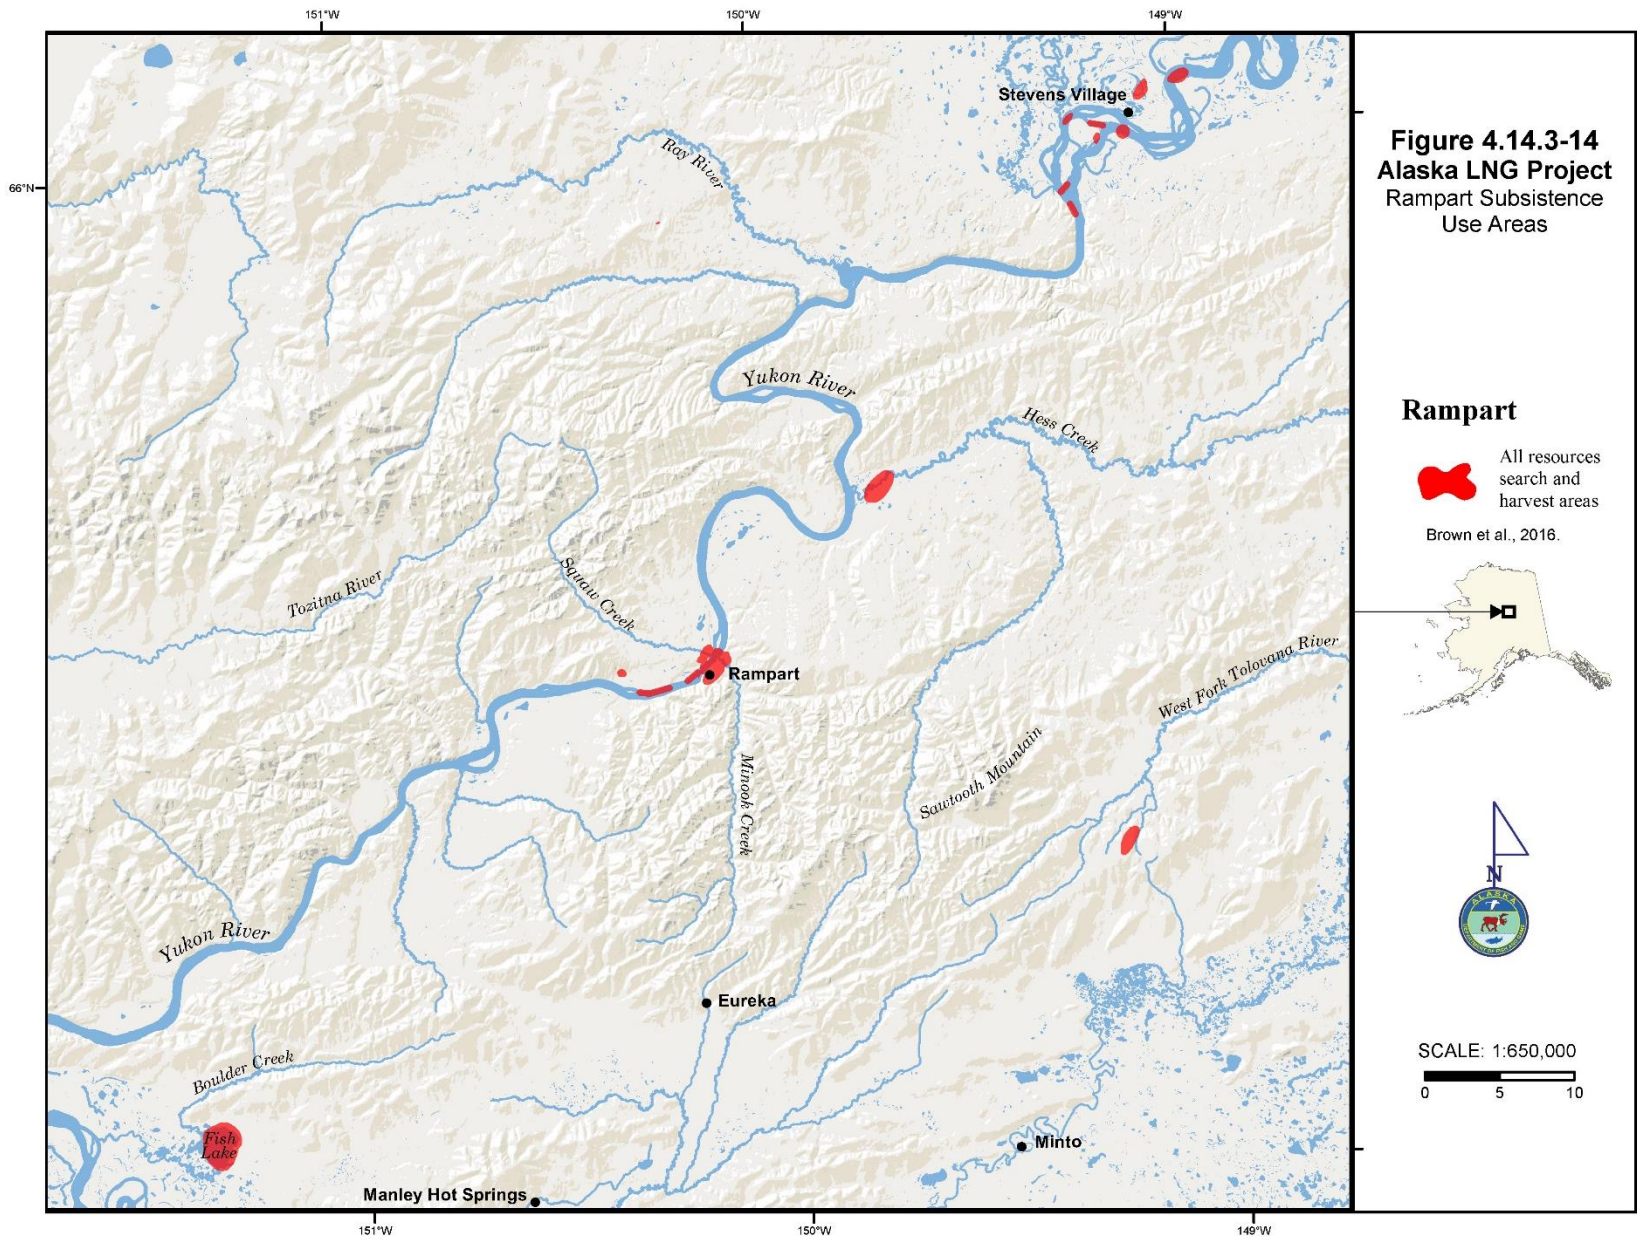 151°W
150°W
149°W
66°N
Stevens Village
Ray River
Yukon River
Hess Creek
Tozitna River
Squaw Creek
Rampart
Minook Creek
Sawtooth Mountain
West Fork Tolovana River
Yukon River
Eureka
Boulder Creek
Fish
Lake
Minto
Manley Hot Springs
151°W
150°W
149°W
Figure 4.14.3-14
Alaska LNG Project
Rampart Subsistence
Use Areas
Rampart
All resources
search and
harvest areas
Brown et al., 2016.
N
ALASKA
SCALE: 1:650,000
0 5 10